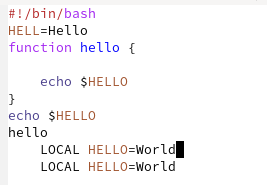 #!/bin/bash
HELL=Hello
function hello {

    echo $HELLO
}
echo $HELLO
hello
    LOCAL HELLO=World
    LOCAL HELLO=World